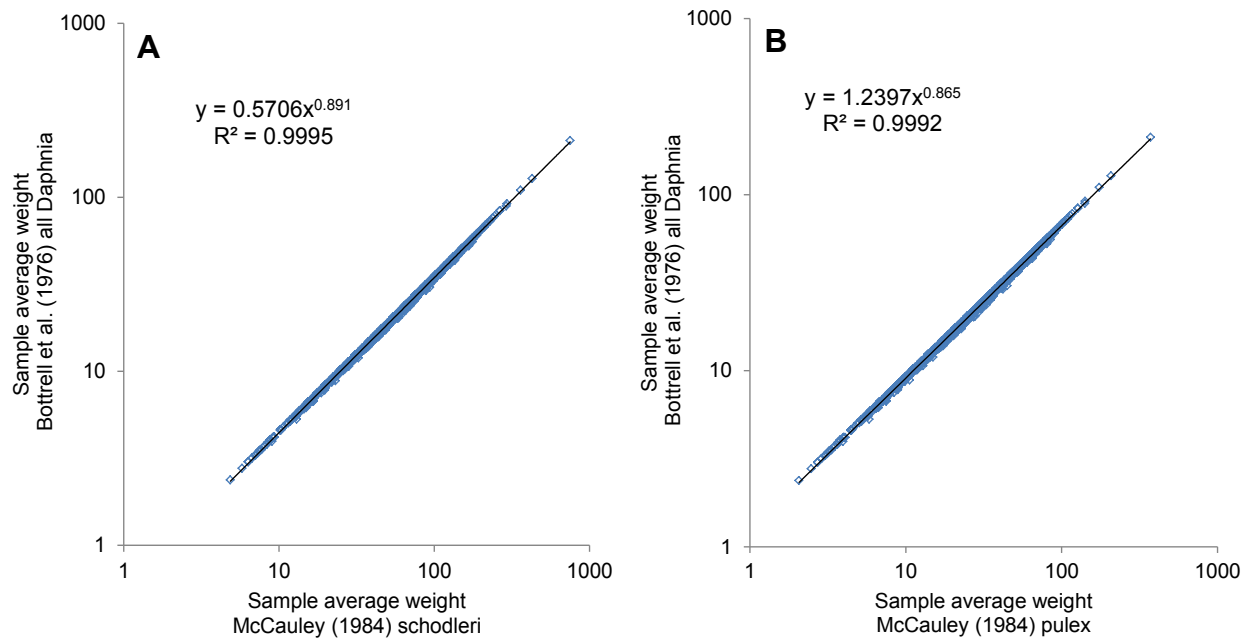 A
y = 0.5706x^0.891
R² = 0.9995
1000
100
10
1
Sample average weight
Bottrell et al. (1976) all Daphnia
1
10
100
1000
Sample average weight
McCauley (1984) schodleri
B
y = 1.2397x^0.865
R² = 0.9992
1000
100
10
1
Sample average weight
Bottrell et al. (1976) all Daphnia
1
10
100
1000
Sample average weight
McCauley (1984) pulex